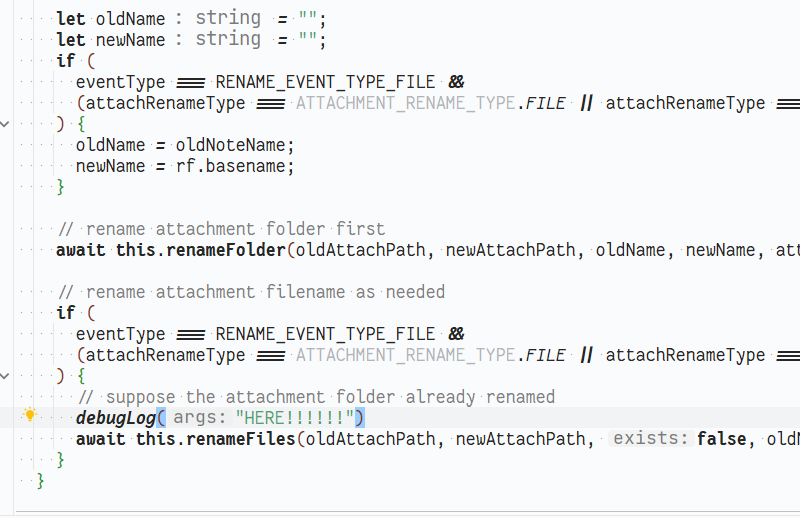 let oldName : string = "";
let newName : string = "";
if (
eventType === RENAME_EVENT_TYPE_FILE &&
(attachRenameType === ATTACHMENT_RENAME_TYPE.FILE || attachRenameType ===
) {
oldName = oldNoteName;
newName = rf.basename;
}
// rename attachment folder first
await this.renameFolder(oldAttachPath, newAttachPath, oldName, newName, att
// rename attachment filename as needed
if (
eventType === RENAME_EVENT_TYPE_FILE &&
(attachRenameType === ATTACHMENT_RENAME_TYPE.FILE || attachRenameType ===
) {
// suppose the attachment folder already renamed
debugLog( args: "HERE!!!!!!")
await this.renameFiles(oldAttachPath, newAttachPath, exists: false, oldN
}
}